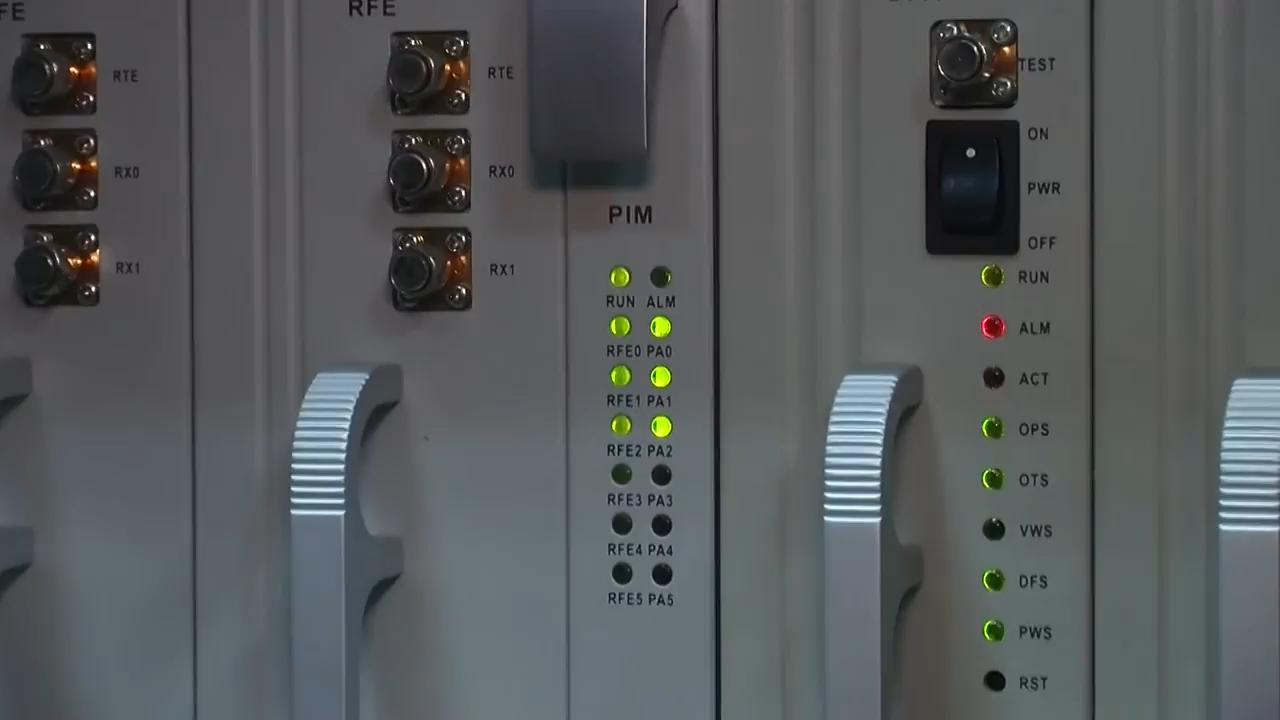 FE
RTE
RX0
RX1
RFE
RTE
RX0
RX1
PIM
RUN ALM
RFE0 PA0
RFE1 PA1
RFE2 PA2
RFE3 PA3
RFE4 PA4
RFE5 PA5
TEST
ON
PWR
OFF
RUN
ALM
ACT
OPS
OTS
VWS
DFS
PWS
RST